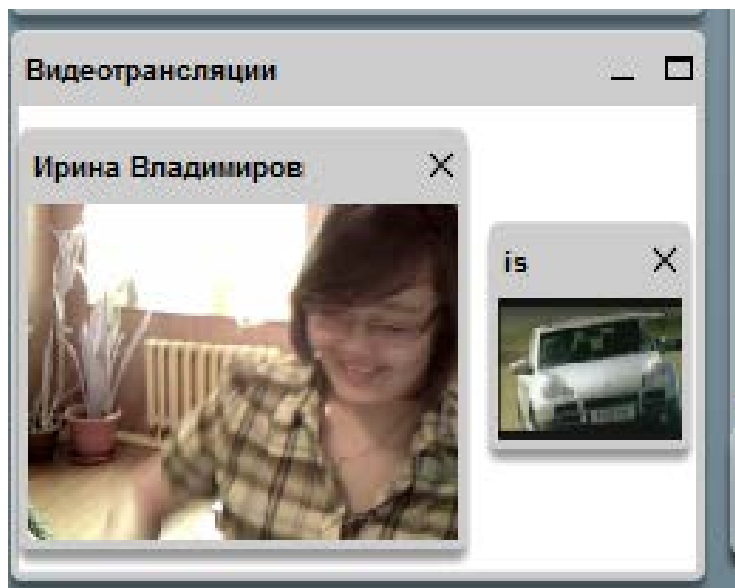 Видеотрансляции
Ирина Владимиров
is